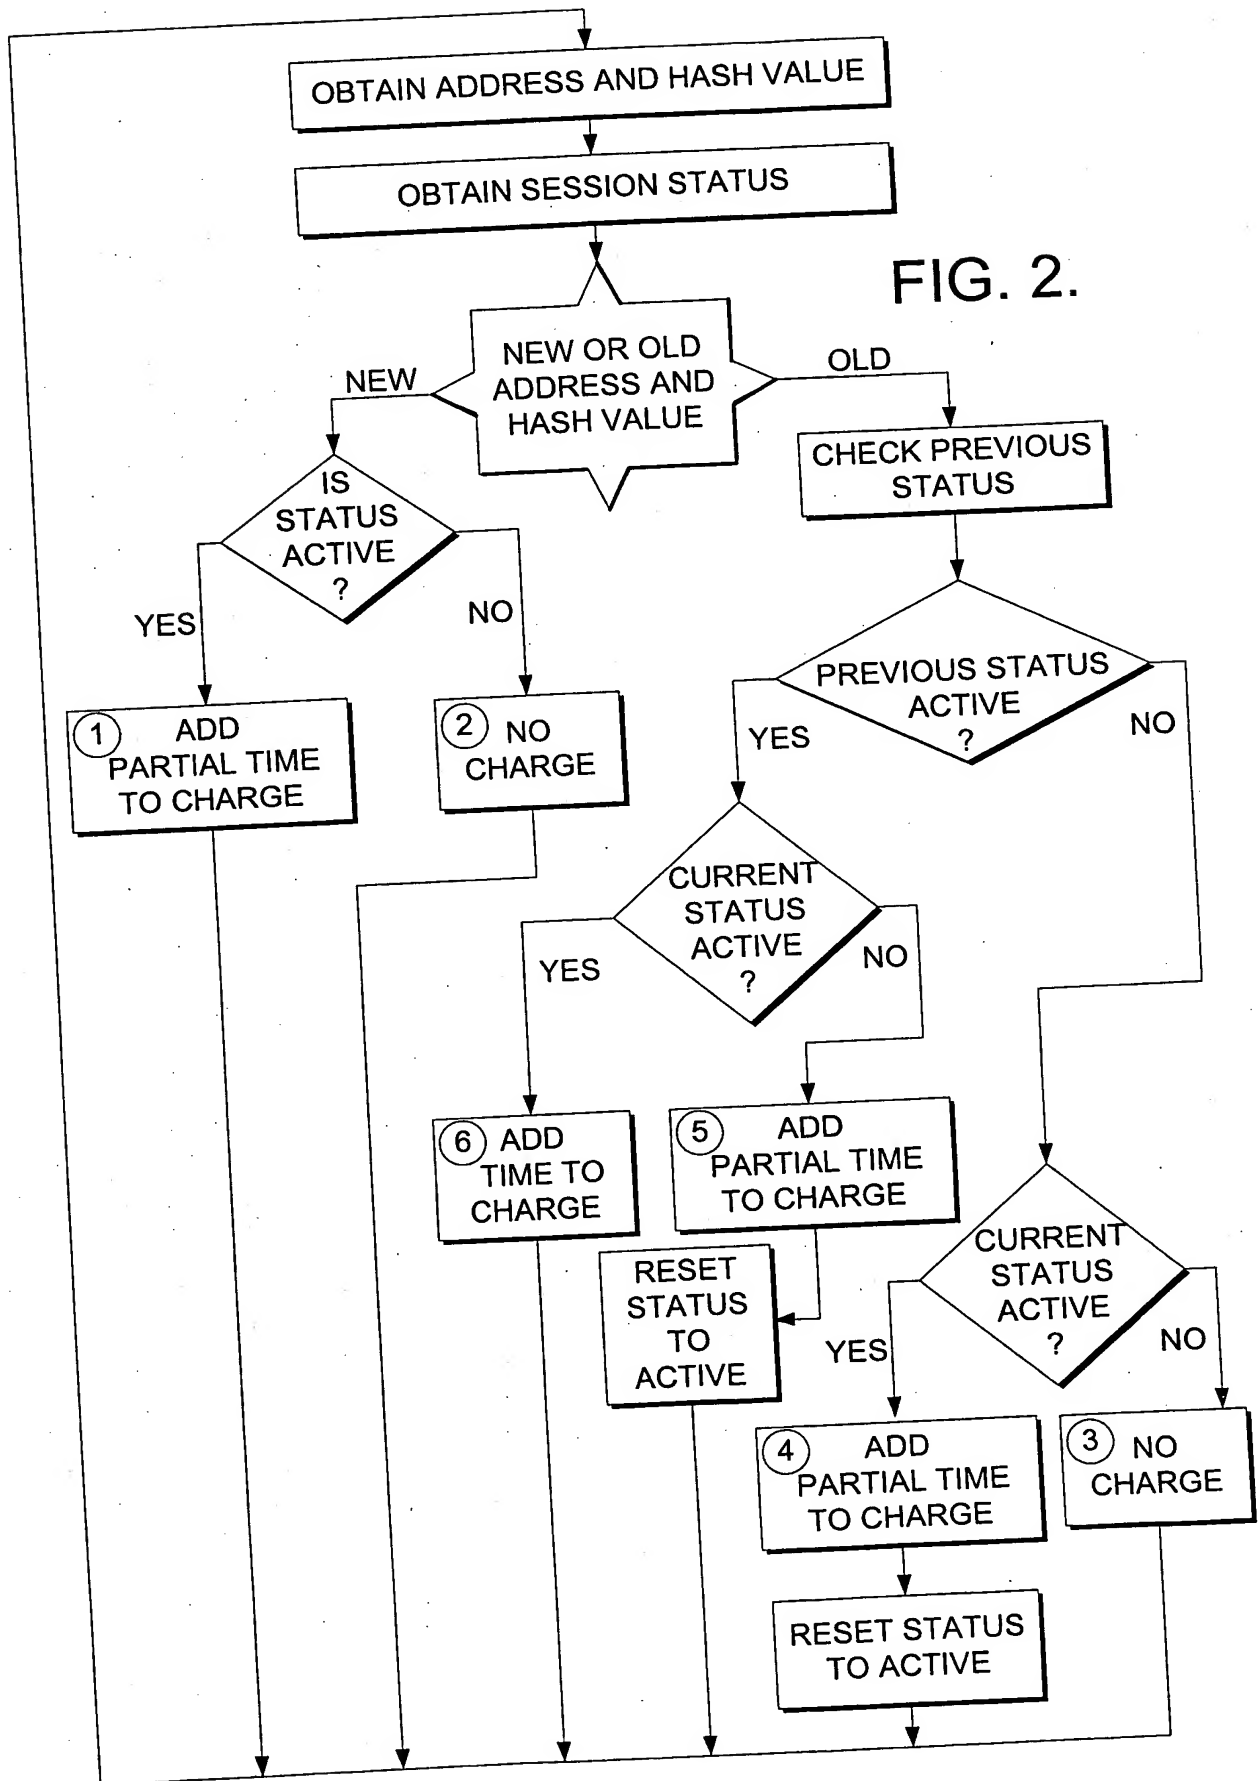 OBTAIN ADDRESS AND HASH VALUE
OBTAIN SESSION STATUS
FIG. 2.
NEW OR OLD
ADDRESS AND
HASH VALUE
NEW
OLD
CHECK PREVIOUS
STATUS
IS
STATUS
ACTIVE
?
YES
NO
PREVIOUS STATUS
ACTIVE
?
YES
NO
1 ADD
PARTIAL TIME
TO CHARGE
2 NO
CHARGE
CURRENT
STATUS
ACTIVE
?
YES
NO
6 ADD
TIME TO
CHARGE
5 ADD
PARTIAL TIME
TO CHARGE
RESET
STATUS
TO
ACTIVE
CURRENT
STATUS
ACTIVE
?
YES
NO
4 ADD
PARTIAL TIME
TO CHARGE
3 NO
CHARGE
RESET STATUS
TO ACTIVE